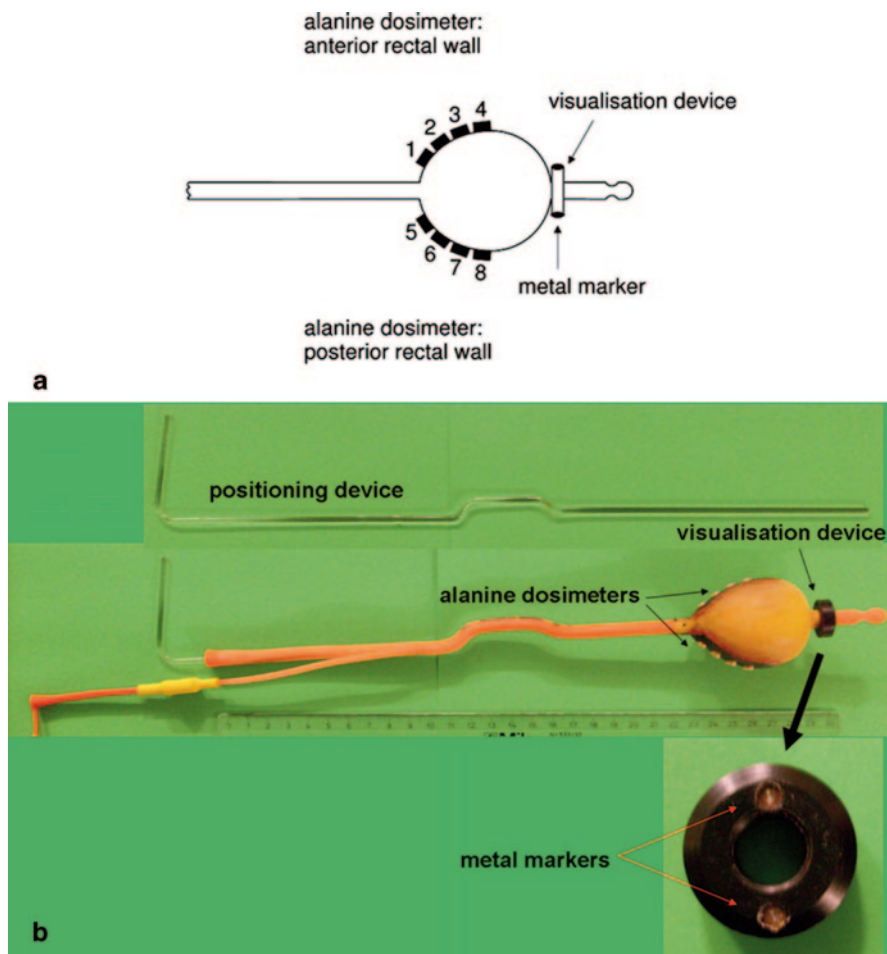 alanine dosimeter:
anterior rectal wall
visualisation device
1 2 3 4
5 6 7 8
metal marker
alanine dosimeter:
posterior rectal wall
a
positioning device
visualisation device
alanine dosimeters
metal markers
b